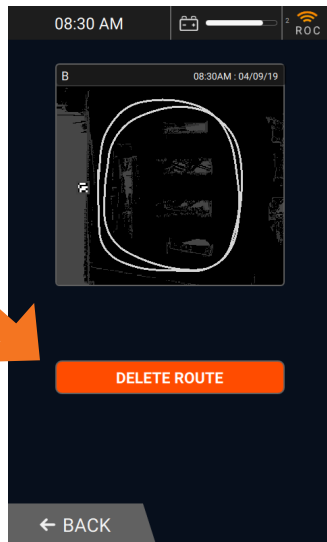 08:30 AM
2
ROC
B 08:30AM : 04/09/19
DELETE ROUTE
← BACK